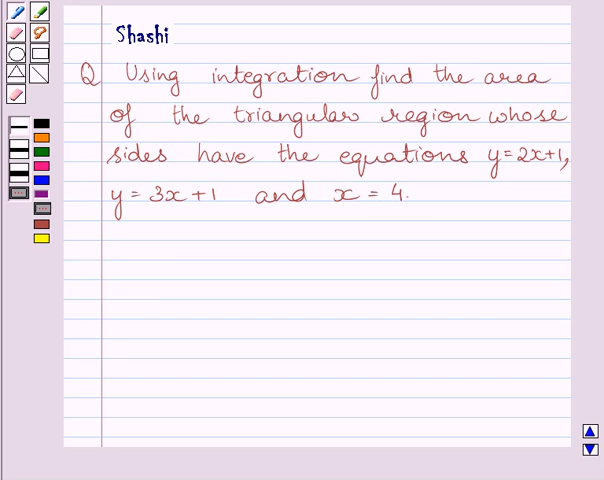 Shashi
Q Using integration find the area
of the triangular region whose
sides have the equations y=2x+1,
y = 3x+1 and x = 4.